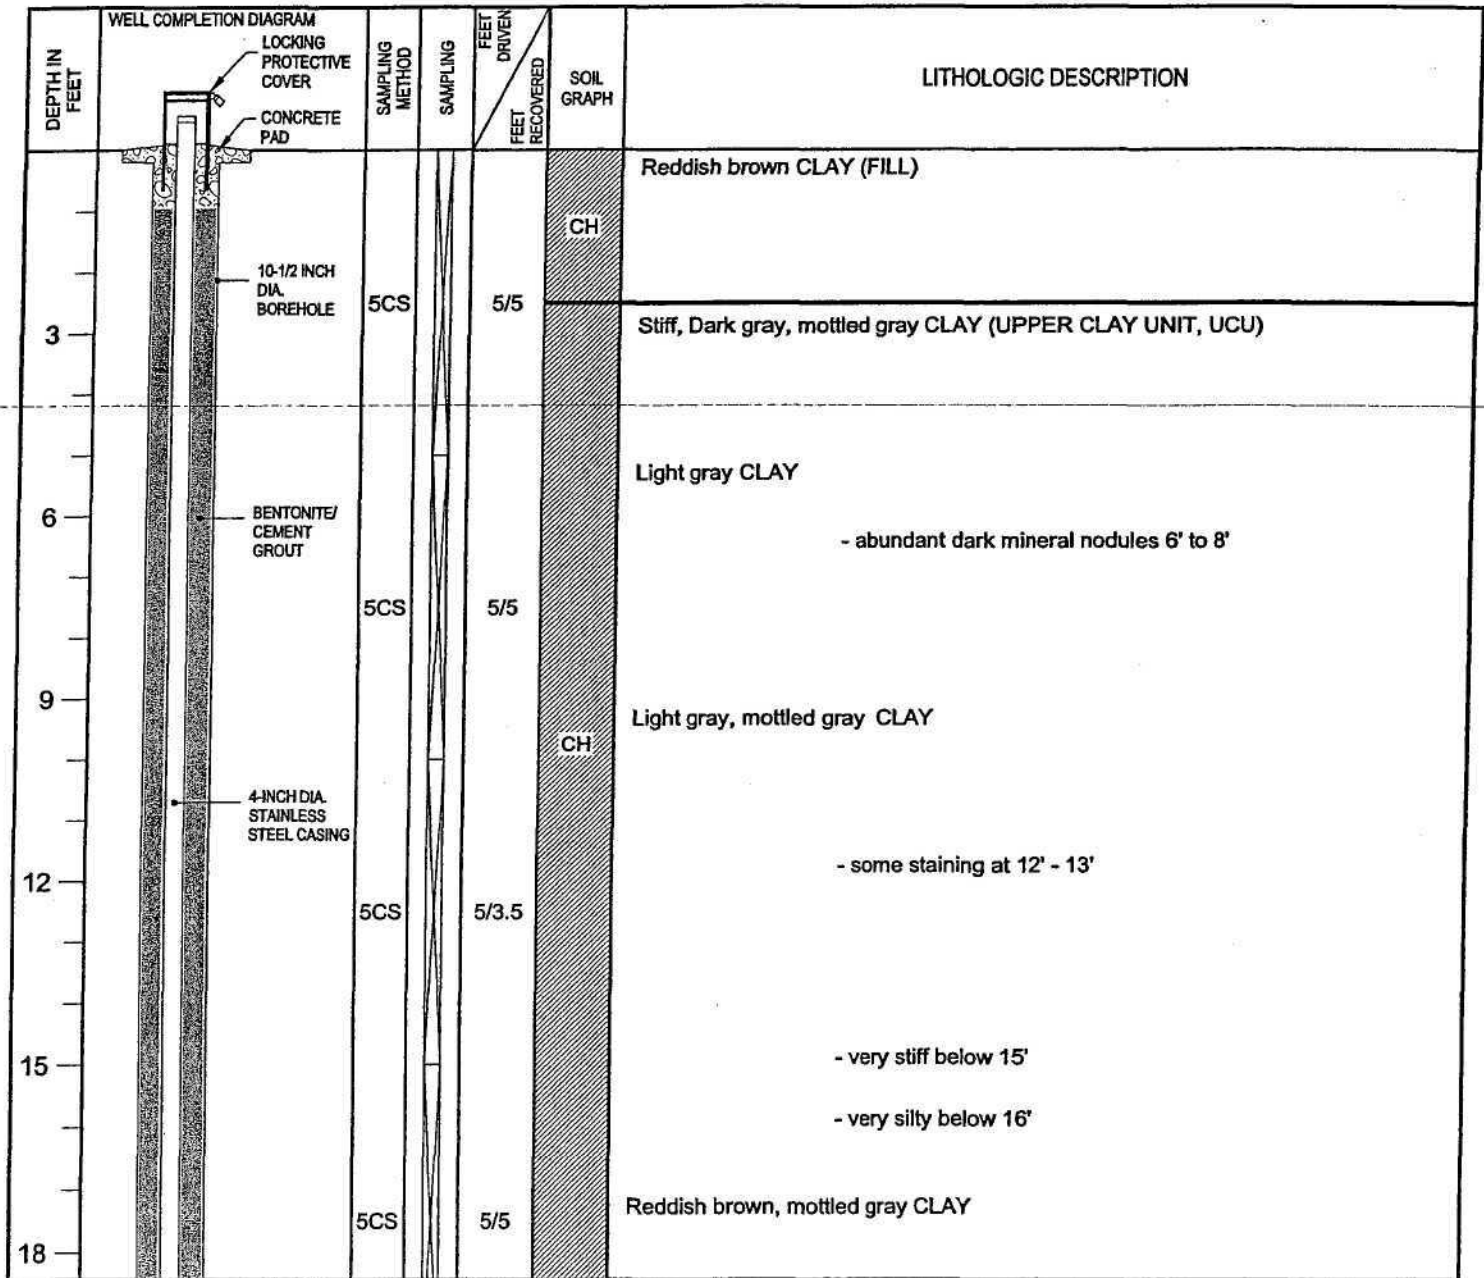 DEPTH IN
FEET
WELL COMPLETION DIAGRAM
LOCKING
PROTECTIVE
COVER
CONCRETE
PAD
SAMPLING
METHOD
SAMPLING
FEET
DRIVEN
FEET
RECOVERED
SOIL
GRAPH
LITHOLOGIC DESCRIPTION
Reddish brown CLAY (FILL)
CH
10-1/2 INCH
DIA.
BOREHOLE
5CS
5/5
3
Stiff, Dark gray, mottled gray CLAY (UPPER CLAY UNIT, UCU)
Light gray CLAY
6
BENTONITE/
CEMENT
GROUT
- abundant dark mineral nodules 6' to 8'
5CS
5/5
9
Light gray, mottled gray CLAY
CH
4-INCH DIA.
STAINLESS
STEEL CASING
12
- some staining at 12' - 13'
5CS
5/3.5
15
- very stiff below 15'
- very silty below 16'
Reddish brown, mottled gray CLAY
5CS
5/5
18